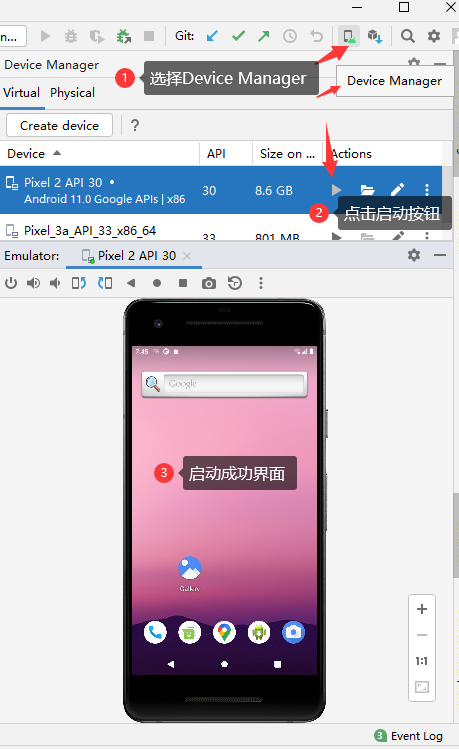 n...
Git:
Device Manager
1 选择Device Manager
Device Manager
Virtual Physical
Create device ?
Device API Size on ... Actions
Pixel 2 API 30
Android 11.0 Google APIs | x86
30 8.6 GB
2 点击启动按钮
Pixel_3a_API_33_x86_64 33 801 MB
Emulator: Pixel 2 API 30
7:45
Google
3 启动成功界面
Gallery
1:1
3 Event Log